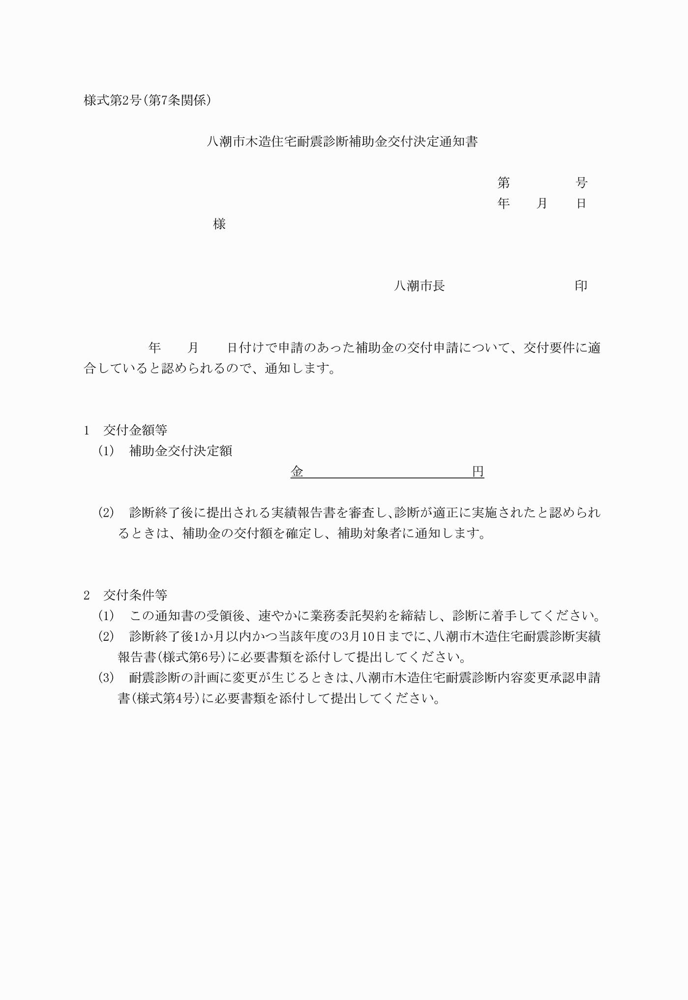 様式第2号(第7条関係)
八潮市木造住宅耐震診断補助金交付決定通知書
第　　　　　号
年　　月　　日
様
八潮市長　　　　　　　　　　印
年　　月　　日付けで申請のあった補助金の交付申請について、交付要件に適
合していると認められるので、通知します。
1　交付金額等
(1)　補助金交付決定額
金　　　　　　　　　　　　　円
(2)　診断終了後に提出される実績報告書を審査し、診断が適正に実施されたと認められ
るときは、補助金の交付額を確定し、補助対象者に通知します。
2　交付条件等
(1)　この通知書の受領後、速やかに業務委託契約を締結し、診断に着手してください。
(2)　診断終了後1か月以内かつ当該年度の3月10日までに、八潮市木造住宅耐震診断実績
報告書(様式第6号)に必要書類を添付して提出してください。
(3)　耐震診断の計画に変更が生じるときは、八潮市木造住宅耐震診断内容変更承認申請
書(様式第4号)に必要書類を添付して提出してください。